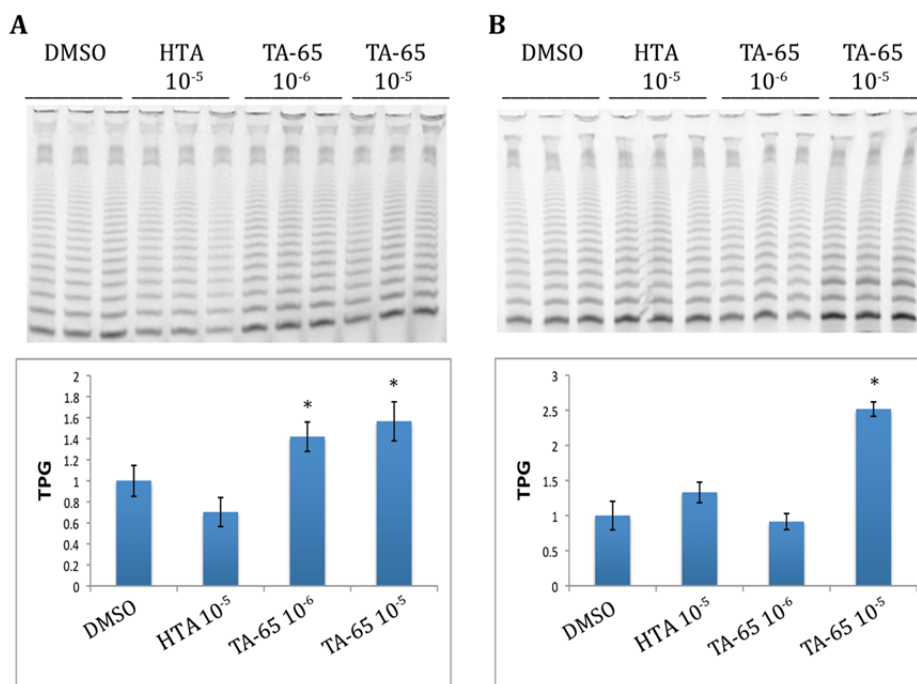 A
DMSO HTA 10⁻⁵ TA-65 10⁻⁶ TA-65 10⁻⁵
TPG
2
1.8
1.6
1.4
1.2
1
0.8
0.6
0.4
0.2
0
* *
DMSO HTA 10⁻⁵ TA-65 10⁻⁶ TA-65 10⁻⁵
B
DMSO HTA 10⁻⁵ TA-65 10⁻⁶ TA-65 10⁻⁵
TPG
3
2.5
2
1.5
1
0.5
0
*
DMSO HTA 10⁻⁵ TA-65 10⁻⁶ TA-65 10⁻⁵